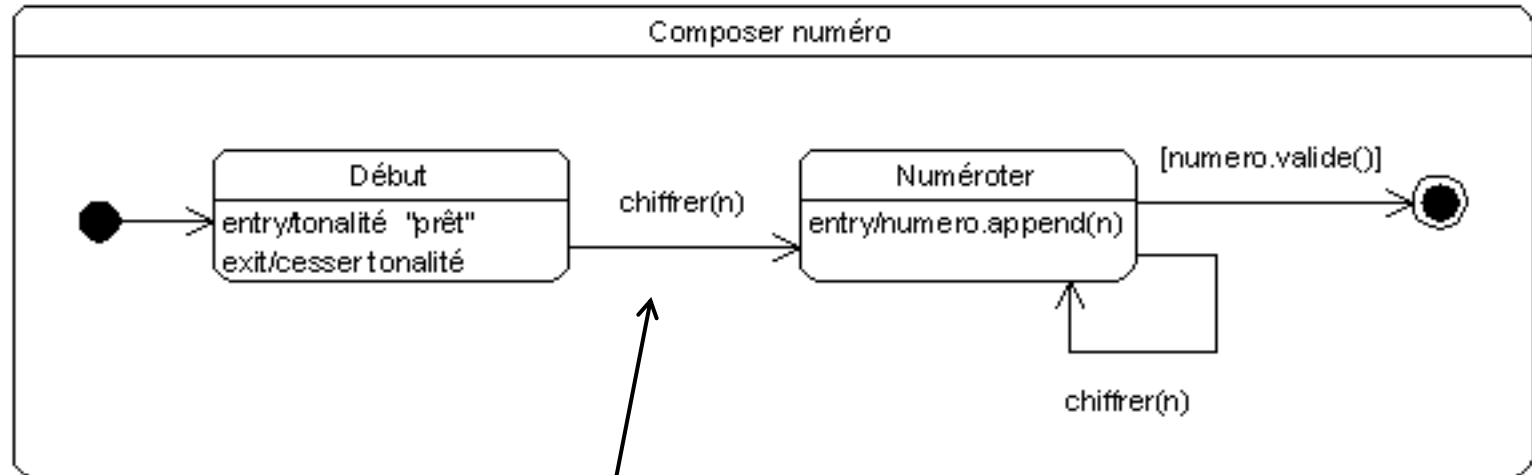 Composer numéro
Début
entry/tonalité "prêt"
exit/cesser tonalité
chiffrer(n)
Numéroter
entry/numero.append(n)
[numero.valide()]
chiffrer(n)